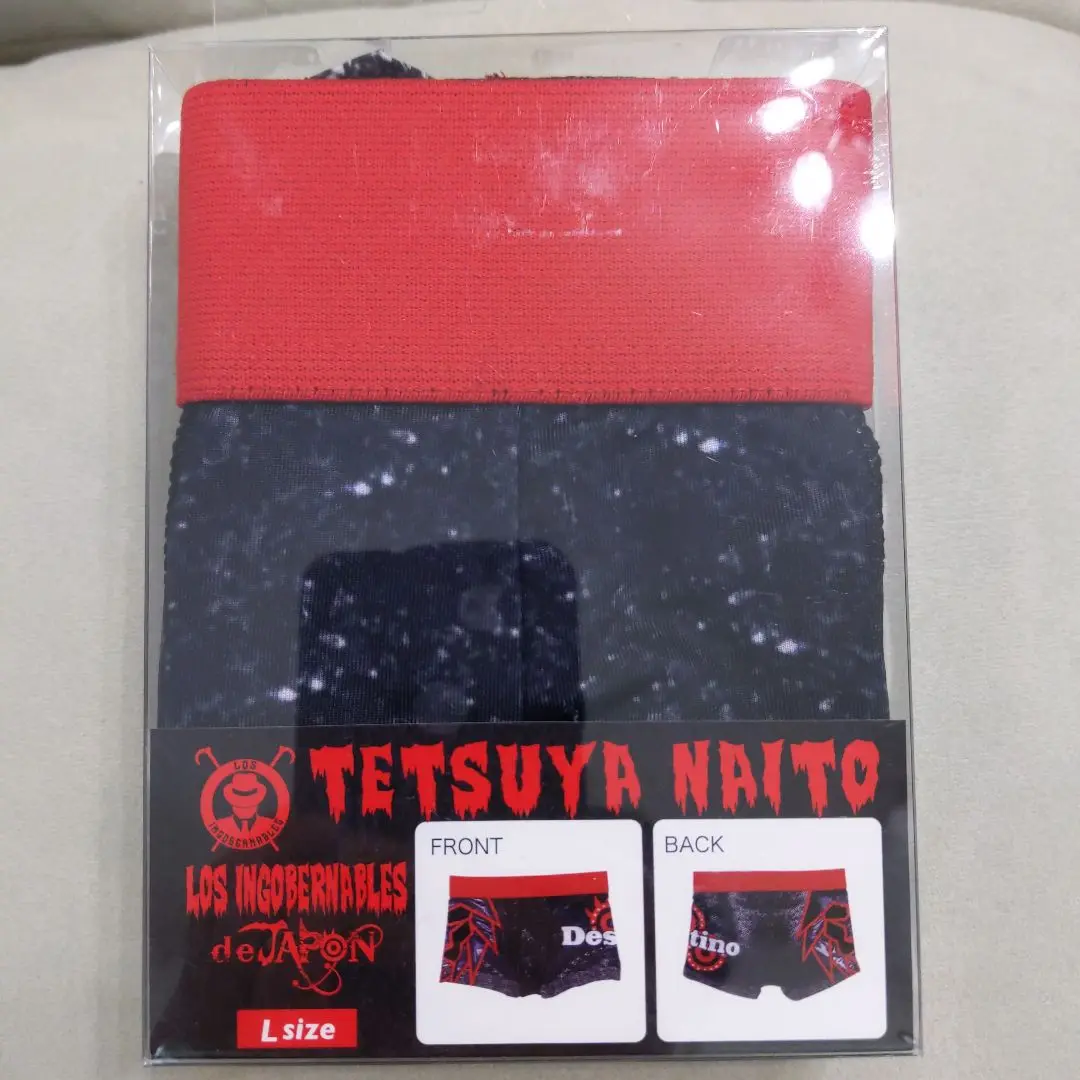 TETSUYA NAITO
LOS
INGOBERNABLES
LOS INGOBERNABLES
de JAPON
L size
FRONT
Des
BACK
tino